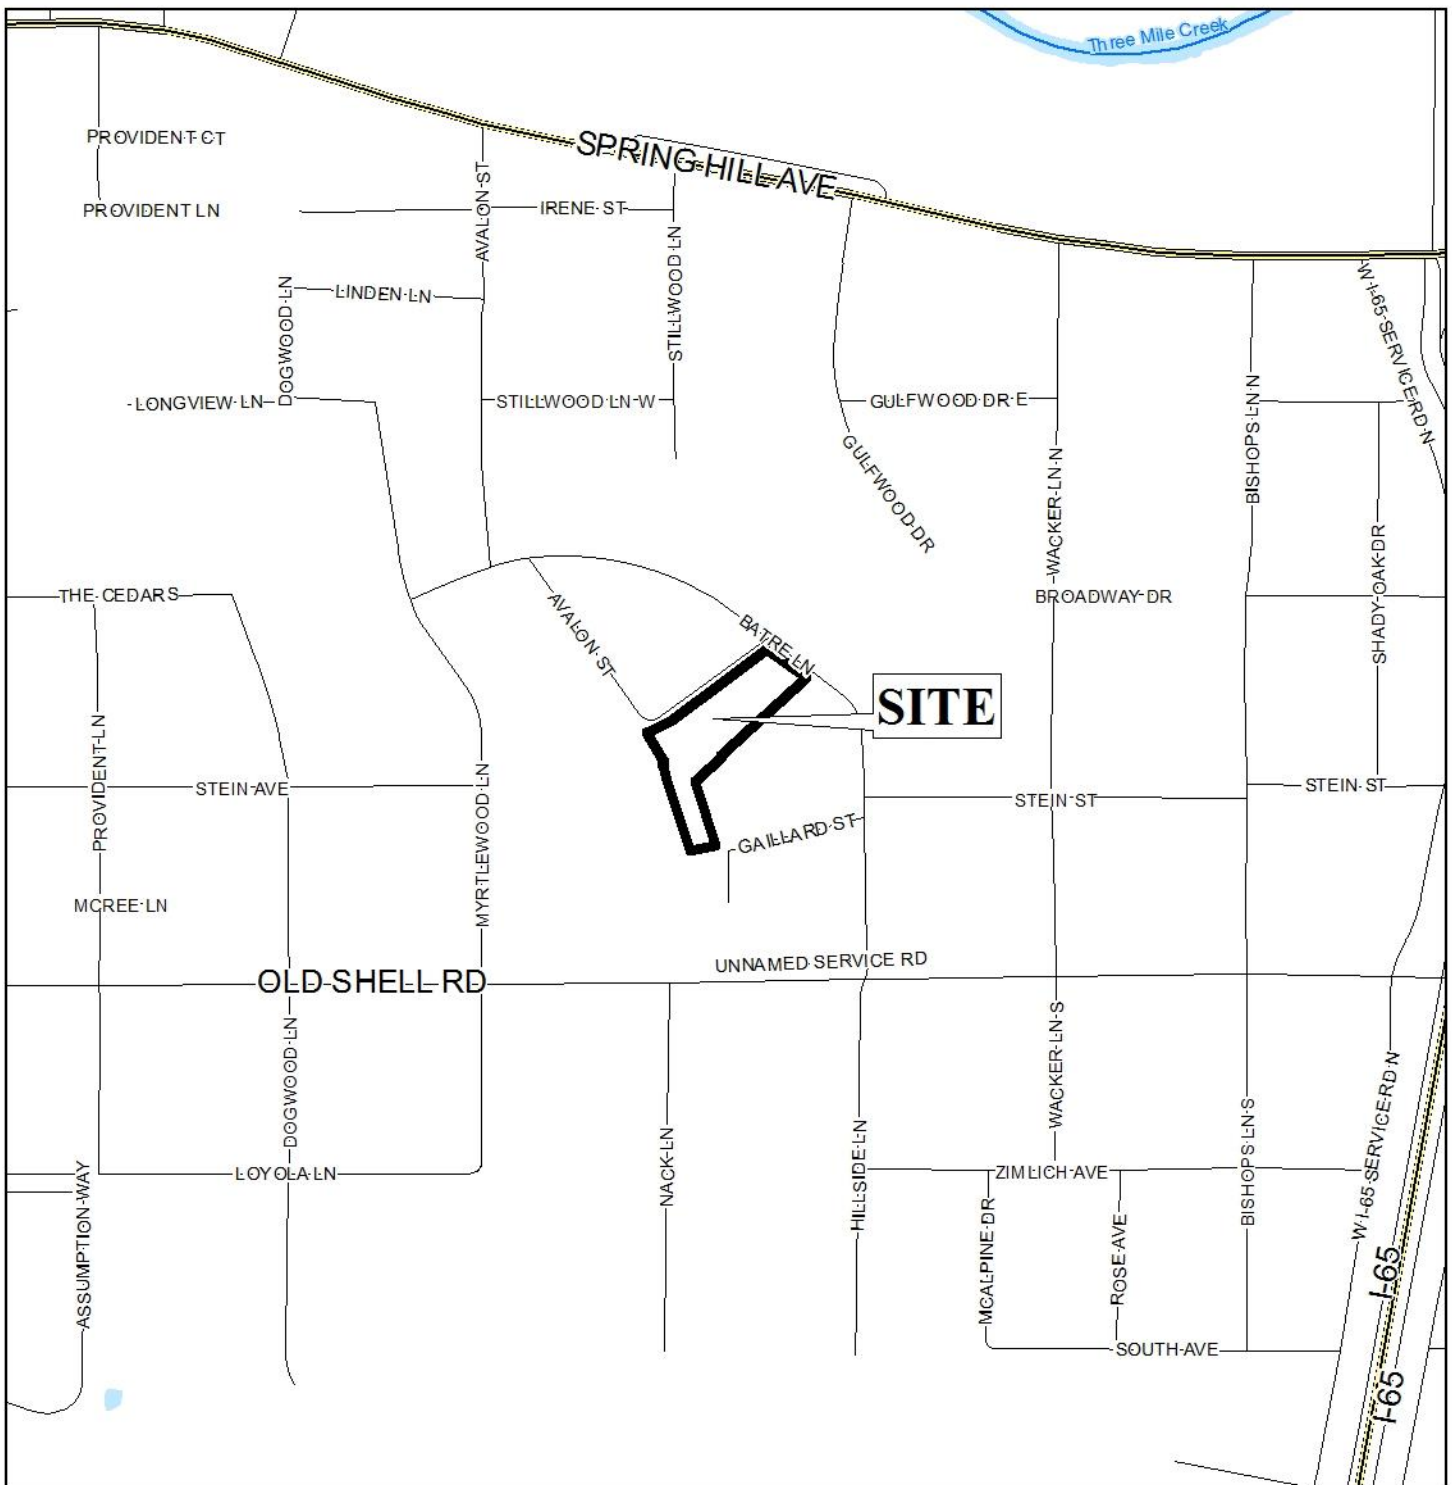 Three Mile Creek
PROVIDENT CT
SPRING HILL AVE
PROVIDENT LN
AVALON ST
IRENE ST
STILLWOOD LN
DOGWOOD LN
LINDEN LN
W I-65 SERVICE RD N
LONGVIEW LN
STILLWOOD LN W
GULFWOOD DR E
BISHOPS LN N
GULFWOOD DR
WACKER LN N
SHADY OAK DR
THE CEDARS
AVALON ST
BATRE LN
BROADWAY DR
SITE
PROVIDENT LN
STEIN AVE
MYRTLEWOOD LN
GAILLARD ST
STEIN ST
STEIN ST
MCREE LN
UNNAMED SERVICE RD
OLD SHELL RD
DOGWOOD LN
WACKER LN S
W I-65 SERVICE RD N
ASSUMPTION WAY
LOYOLA LN
NACK LN
HILLSIDE LN
ZIMLICH AVE
BISHOPS LN S
MCALPINE DR
ROSE AVE
I-65
SOUTH AVE
I-65